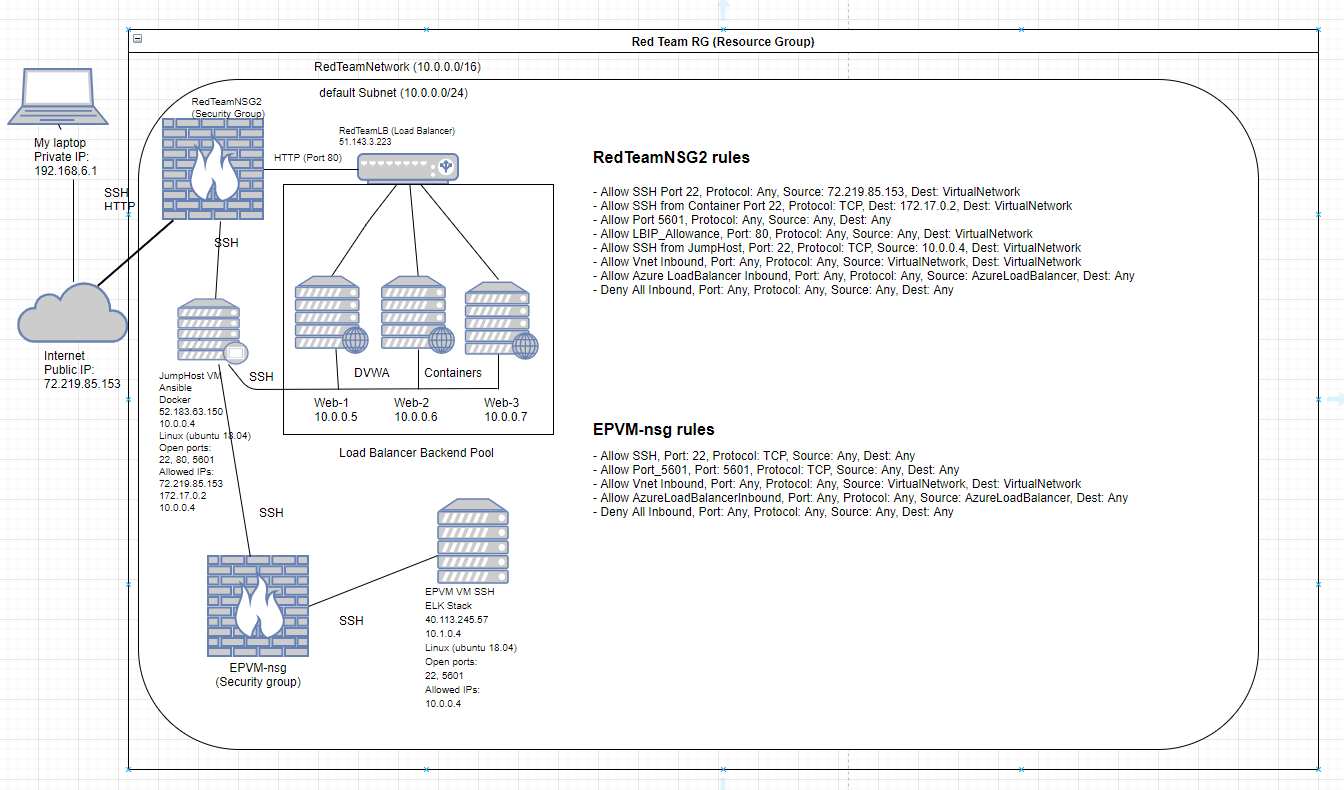 Red Team RG (Resource Group)
RedTeamNetwork (10.0.0.0/16)
default Subnet (10.0.0.0/24)
RedTeamNSG2
(Security Group)
RedTeamLB (Load Balancer)
51.143.3.223
HTTP (Port 80)
My laptop
Private IP:
192.168.6.1
SSH
HTTP
SSH
Internet
Public IP:
72.219.85.153
JumpHost VM
Ansible
Docker
52.183.63.150
10.0.0.4
Linux (ubuntu 18.04)
Open ports:
22, 80, 5601
Allowed IPs:
72.219.85.153
172.17.0.2
10.0.0.4
SSH
DVWA
Containers
Web-1
10.0.0.5
Web-2
10.0.0.6
Web-3
10.0.0.7
Load Balancer Backend Pool
SSH
EPVM-nsg
(Security group)
SSH
EPVM VM SSH
ELK Stack
40.113.245.57
10.1.0.4
Linux (ubuntu 18.04)
Open ports:
22, 5601
Allowed IPs:
10.0.0.4
RedTeamNSG2 rules
- Allow SSH Port 22, Protocol: Any, Source: 72.219.85.153, Dest: VirtualNetwork
- Allow SSH from Container Port 22, Protocol: TCP, Dest: 172.17.0.2, Dest: VirtualNetwork
- Allow Port 5601, Protocol: Any, Source: Any, Dest: Any
- Allow LBIP_Allowance, Port: 80, Protocol: Any, Source: Any, Dest: VirtualNetwork
- Allow SSH from JumpHost, Port: 22, Protocol: TCP, Source: 10.0.0.4, Dest: VirtualNetwork
- Allow Vnet Inbound, Port: Any, Protocol: Any, Source: VirtualNetwork, Dest: VirtualNetwork
- Allow Azure LoadBalancer Inbound, Port: Any, Protocol: Any, Source: AzureLoadBalancer, Dest: Any
- Deny All Inbound, Port: Any, Protocol: Any, Source: Any, Dest: Any
EPVM-nsg rules
- Allow SSH, Port: 22, Protocol: TCP, Source: Any, Dest: Any
- Allow Port_5601, Port: 5601, Protocol: TCP, Source: Any, Dest: Any
- Allow Vnet Inbound, Port: Any, Protocol: Any, Source: VirtualNetwork, Dest: VirtualNetwork
- Allow AzureLoadBalancerInbound, Port: Any, Protocol: Any, Source: AzureLoadBalancer, Dest: Any
- Deny All Inbound, Port: Any, Protocol: Any, Source: Any, Dest: Any